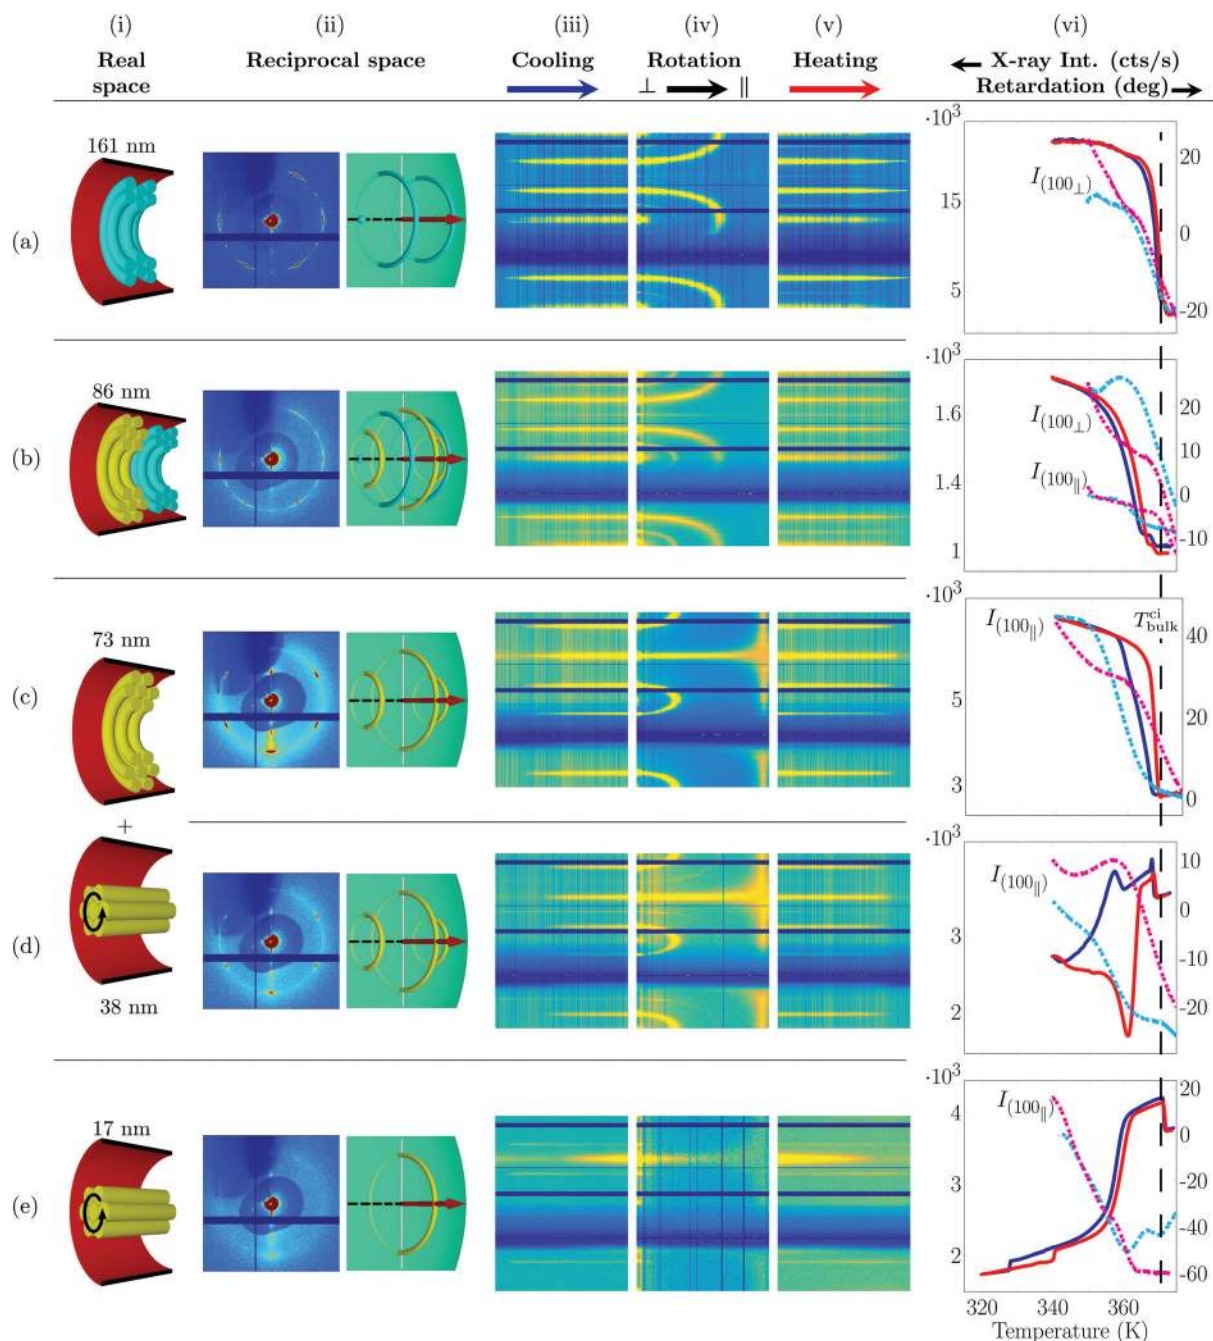 (i) (ii) (iii) (iv) (v) (vi)
Real space Reciprocal space Cooling Rotation Heating X-ray Int. (cts/s)
⊥ ∥ Retardation (deg)
(a)
161 nm
·10³
15
5
20
0
-20
I(100⊥)
(b)
86 nm
·10³
1.6
1.4
1
20
10
0
-10
I(100⊥)
I(100∥)
(c)
73 nm
·10³
5
3
40
20
0
I(100∥)
T bulk ci
+
(d)
38 nm
·10³
3
2
10
0
-10
-20
I(100∥)
(e)
17 nm
·10³
4
2
20
0
-20
-40
-60
I(100∥)
320 340 360
Temperature (K)